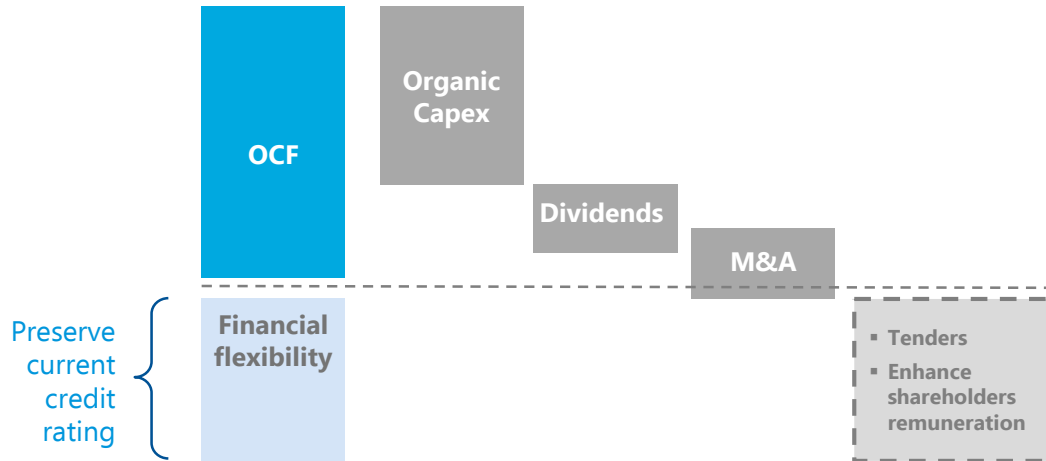 OCF
Organic
Capex
Dividends
M&A
Preserve
current
credit
rating
Financial
flexibility
▪ Tenders
▪ Enhance
shareholders
remuneration